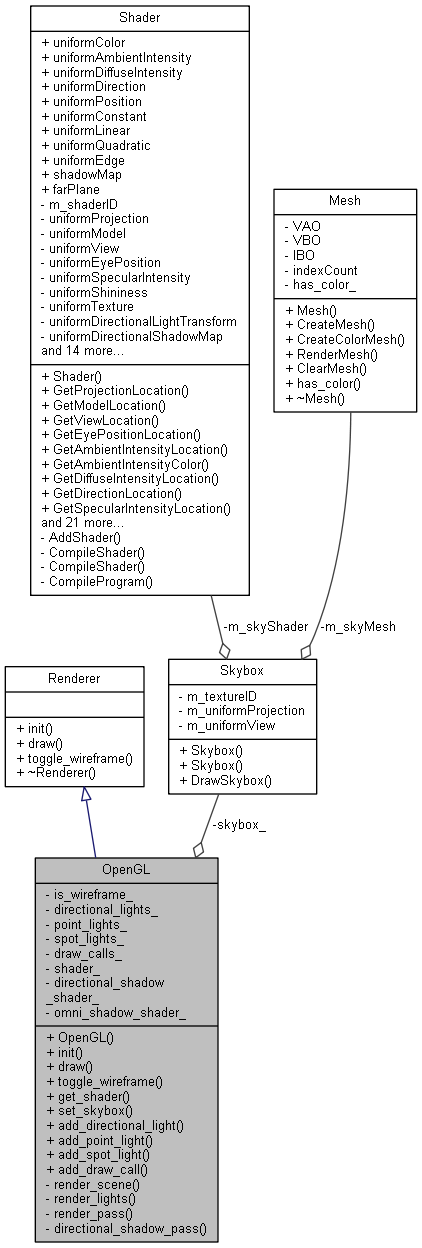 Shader
+ uniformColor
+ uniformAmbientIntensity
+ uniformDiffuseIntensity
+ uniformDirection
+ uniformPosition
+ uniformConstant
+ uniformLinear
+ uniformQuadratic
+ uniformEdge
+ shadowMap
+ farPlane
- m_shaderID
- uniformProjection
- uniformModel
- uniformView
- uniformEyePosition
- uniformSpecularIntensity
- uniformShininess
- uniformTexture
- uniformDirectionalLightTransform
- uniformDirectionalShadowMap
and 14 more...
+ Shader()
+ GetProjectionLocation()
+ GetModelLocation()
+ GetViewLocation()
+ GetEyePositionLocation()
+ GetAmbientIntensityLocation()
+ GetAmbientIntensityColor()
+ GetDiffuseIntensityLocation()
+ GetDirectionLocation()
+ GetSpecularIntensityLocation()
and 21 more...
- AddShader()
- CompileShader()
- CompileShader()
- CompileProgram()
Mesh
- VAO
- VBO
- IBO
- indexCount
- has_color_
+ Mesh()
+ CreateMesh()
+ CreateColorMesh()
+ RenderMesh()
+ ClearMesh()
+ has_color()
+ ~Mesh()
-m_skyShader
-m_skyMesh
Renderer
+ init()
+ draw()
+ toggle_wireframe()
+ ~Renderer()
Skybox
- m_textureID
- m_uniformProjection
- m_uniformView
+ Skybox()
+ Skybox()
+ DrawSkybox()
-skybox_
OpenGL
- is_wireframe_
- directional_lights_
- point_lights_
- spot_lights_
- draw_calls_
- shader_
- directional_shadow
_shader_
- omni_shadow_shader_
+ OpenGL()
+ init()
+ draw()
+ toggle_wireframe()
+ get_shader()
+ set_skybox()
+ add_directional_light()
+ add_point_light()
+ add_spot_light()
+ add_draw_call()
- render_scene()
- render_lights()
- render_pass()
- directional_shadow_pass()